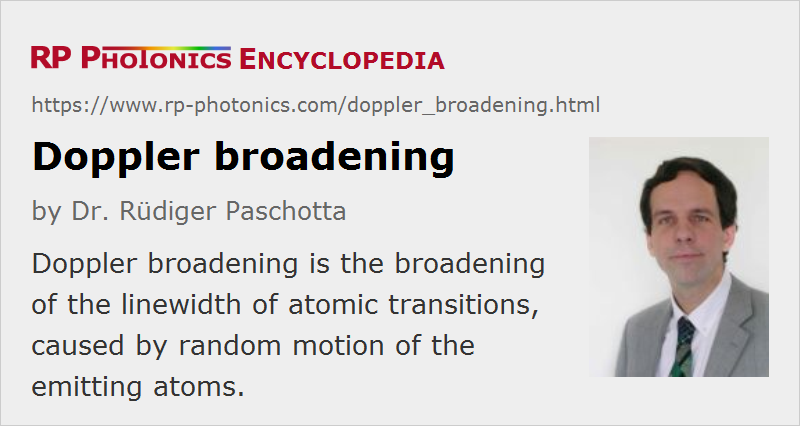 RP PHOTONICS ENCYCLOPEDIA
https://www.rp-photonics.com/doppler_broadening.html
Doppler broadening
by Dr. Rüdiger Paschotta
Doppler broadening is the broadening
of the linewidth of atomic transitions,
caused by random motion of the
emitting atoms.